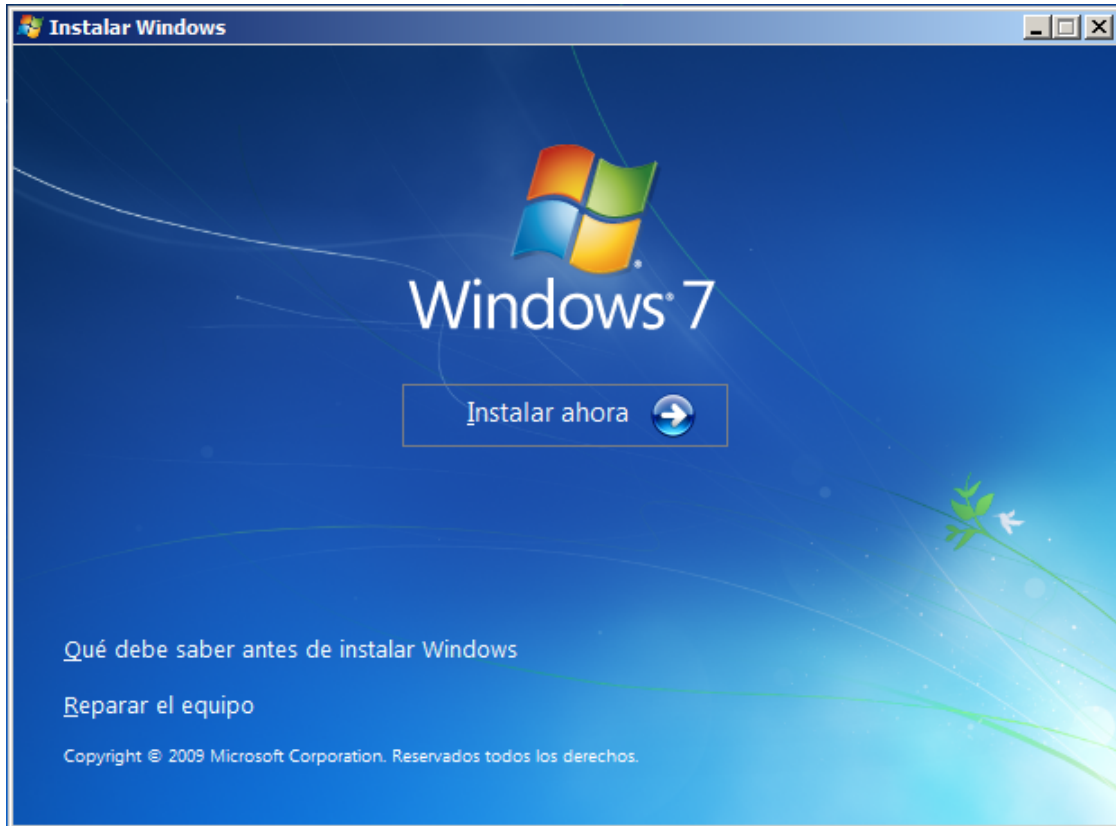 Instalar Windows
Windows® 7
Instalar ahora
Qué debe saber antes de instalar Windows
Reparar el equipo
Copyright © 2009 Microsoft Corporation. Reservados todos los derechos.